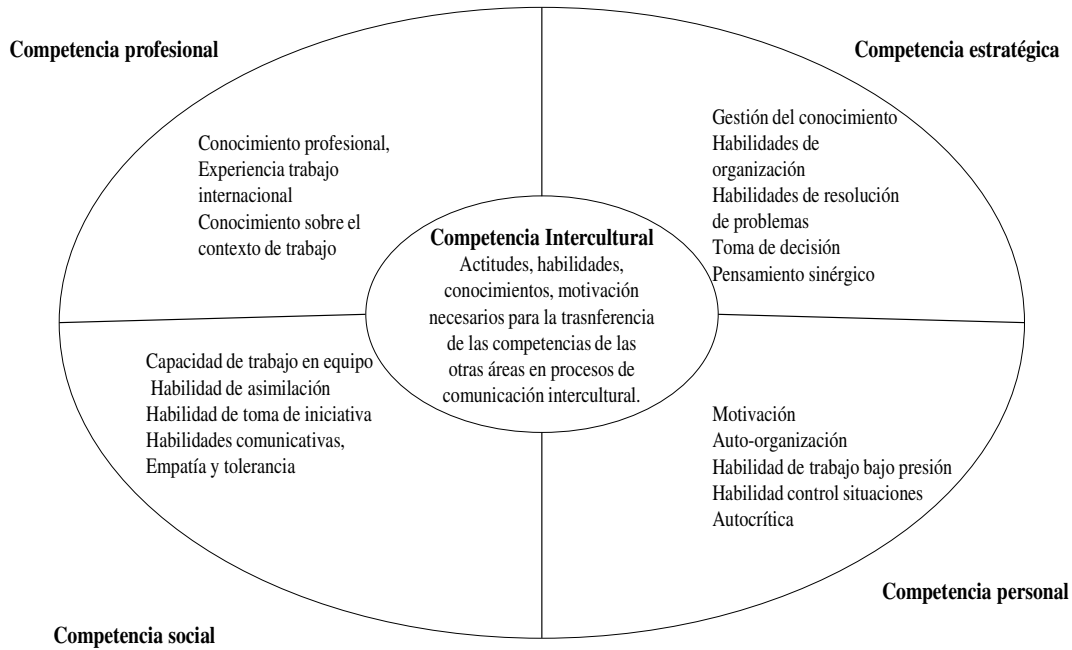 Competencia profesional
Conocimiento profesional,
Experiencia trabajo
internacional
Conocimiento sobre el
contexto de trabajo
Competencia estratégica
Gestión del conocimiento
Habilidades de
organización
Habilidades de resolución
de problemas
Toma de decisión
Pensamiento sinérgico
Competencia Intercultural
Actitudes, habilidades,
conocimientos, motivación
necesarios para la trasnferencia
de las competencias de las
otras áreas en procesos de
comunicación intercultural.
Capacidad de trabajo en equipo
Habilidad de asimilación
Habilidad de toma de iniciativa
Habilidades comunicativas,
Empatía y tolerancia
Competencia social
Motivación
Auto-organización
Habilidad de trabajo bajo presión
Habilidad control situaciones
Autocrítica
Competencia personal